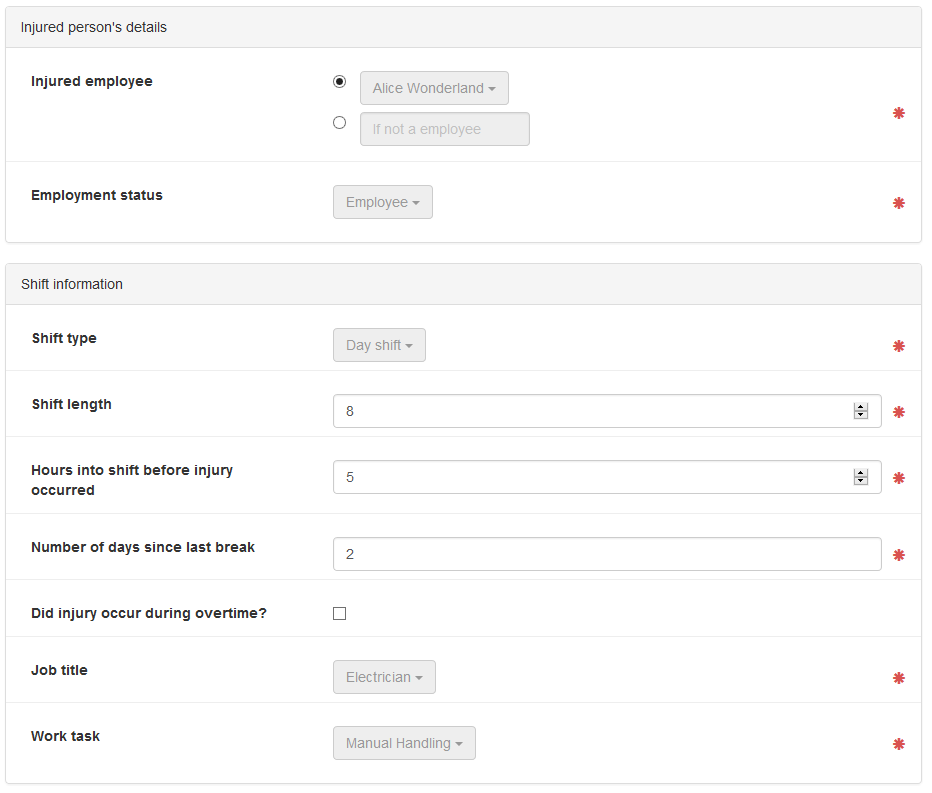 Injured person's details
Injured employee
Alice Wonderland
If not a employee
Employment status
Employee
Shift information
Shift type
Day shift
Shift length
8
Hours into shift before injury
occurred
5
Number of days since last break
2
Did injury occur during overtime?
Job title
Electrician
Work task
Manual Handling